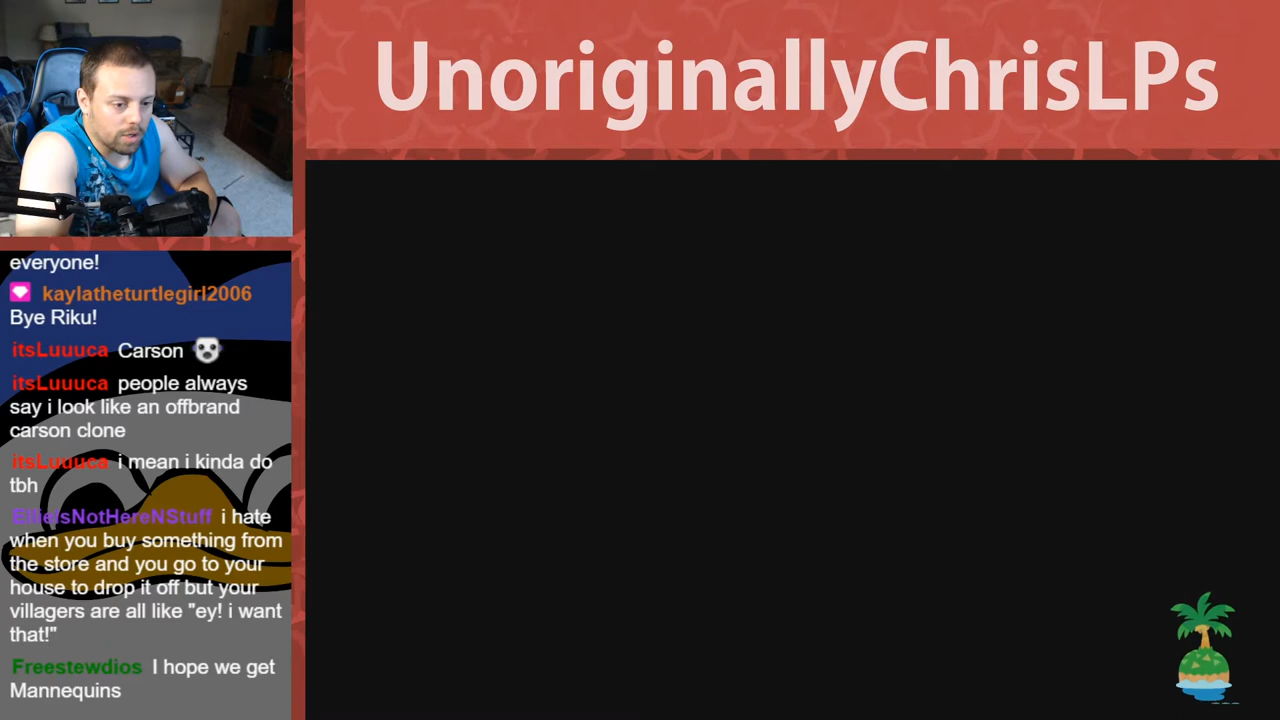 UnoriginallyChrisLPs
everyone!
kaylatheturtlegirl2006
Bye Riku!
itsLuuuca Carson
itsLuuuca people always
say i look like an offbrand
carson clone
itsLuuuca i mean i kinda do
tbh
EllieIsNotHereNStuff i hate
when you buy something from
the store and you go to your
house to drop it off but your
villagers are all like "ey! i want
that!"
Freestewdios I hope we get
Mannequins